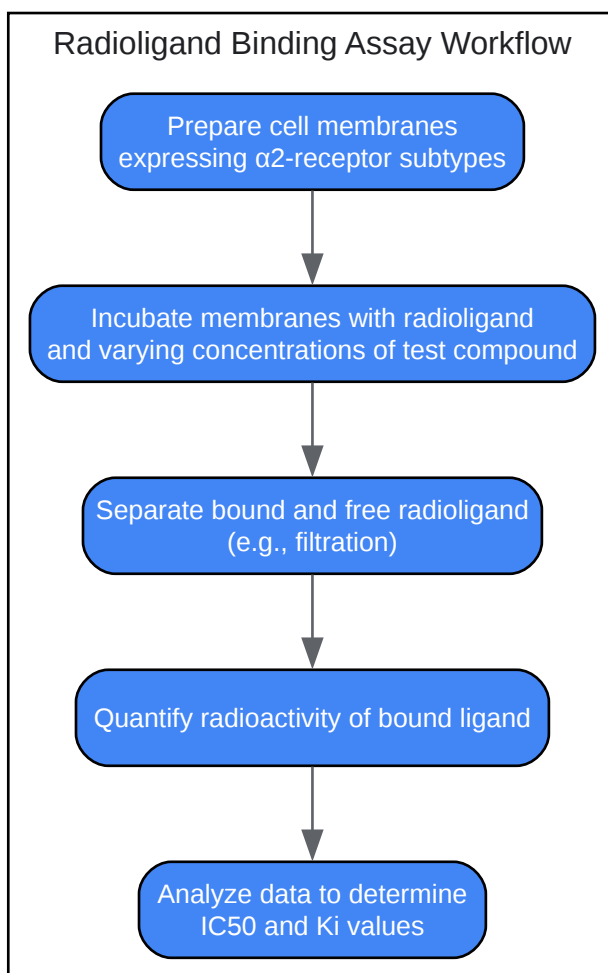 Radioligand Binding Assay Workflow
Prepare cell membranes
expressing α2-receptor subtypes
Incubate membranes with radioligand
and varying concentrations of test compound
Separate bound and free radioligand
(e.g., filtration)
Quantify radioactivity of bound ligand
Analyze data to determine
IC50 and Ki values